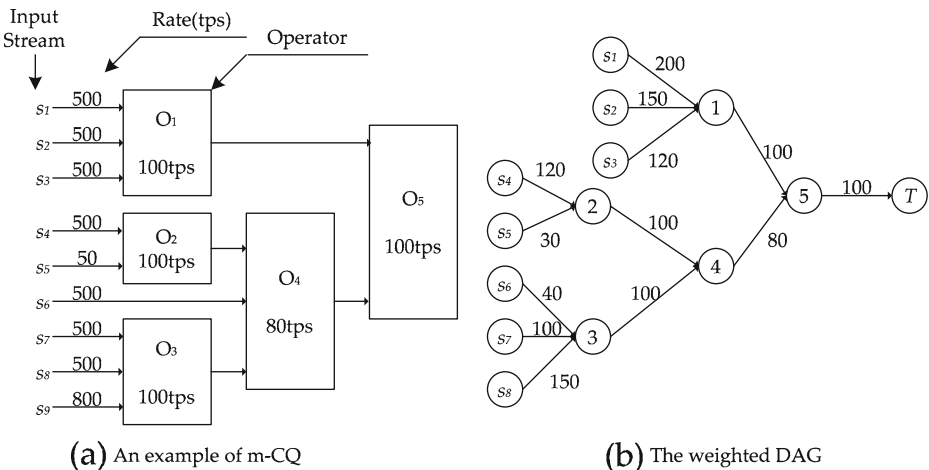 Input
Stream
Rate(tps)
Operator
S1 500
S2 500
S3 500
O1
100tps
S4 500
S5 50
O2
100tps
S6 500
S7 500
S8 500
S9 800
O3
100tps
O4
80tps
O5
100tps
(a) An example of m-CQ
S1
200
S2
150
S3
120
1
S4
120
S5
30
2
100
100
5
100
T
S6
40
S7
100
S8
150
3
100
4
80
(b) The weighted DAG